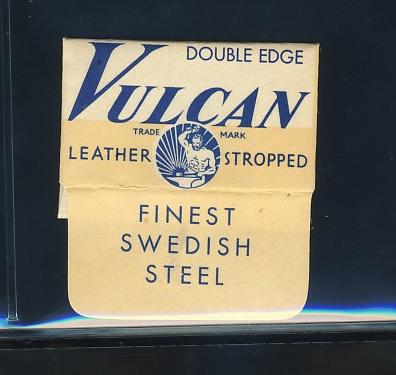 DOUBLE EDGE
VULCAN
TRADE MARK
LEATHER STROPPED
FINEST
SWEDISH
STEEL